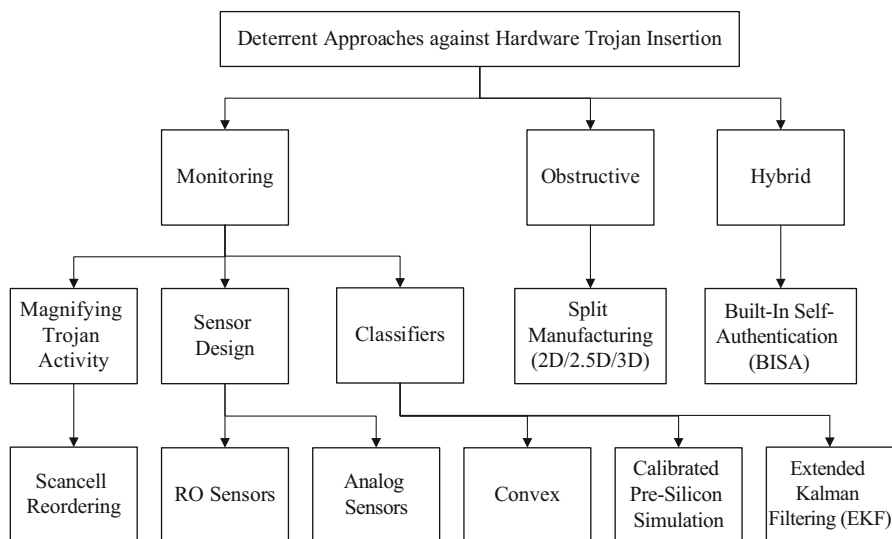 Deterrent Approaches against Hardware Trojan Insertion
Monitoring
Obstructive
Hybrid
Magnifying
Trojan
Activity
Sensor
Design
Classifiers
Split
Manufacturing
(2D/2.5D/3D)
Built-In Self-
Authentication
(BISA)
Scancell
Reordering
RO Sensors
Analog
Sensors
Convex
Calibrated
Pre-Silicon
Simulation
Extended
Kalman
Filtering (EKF)